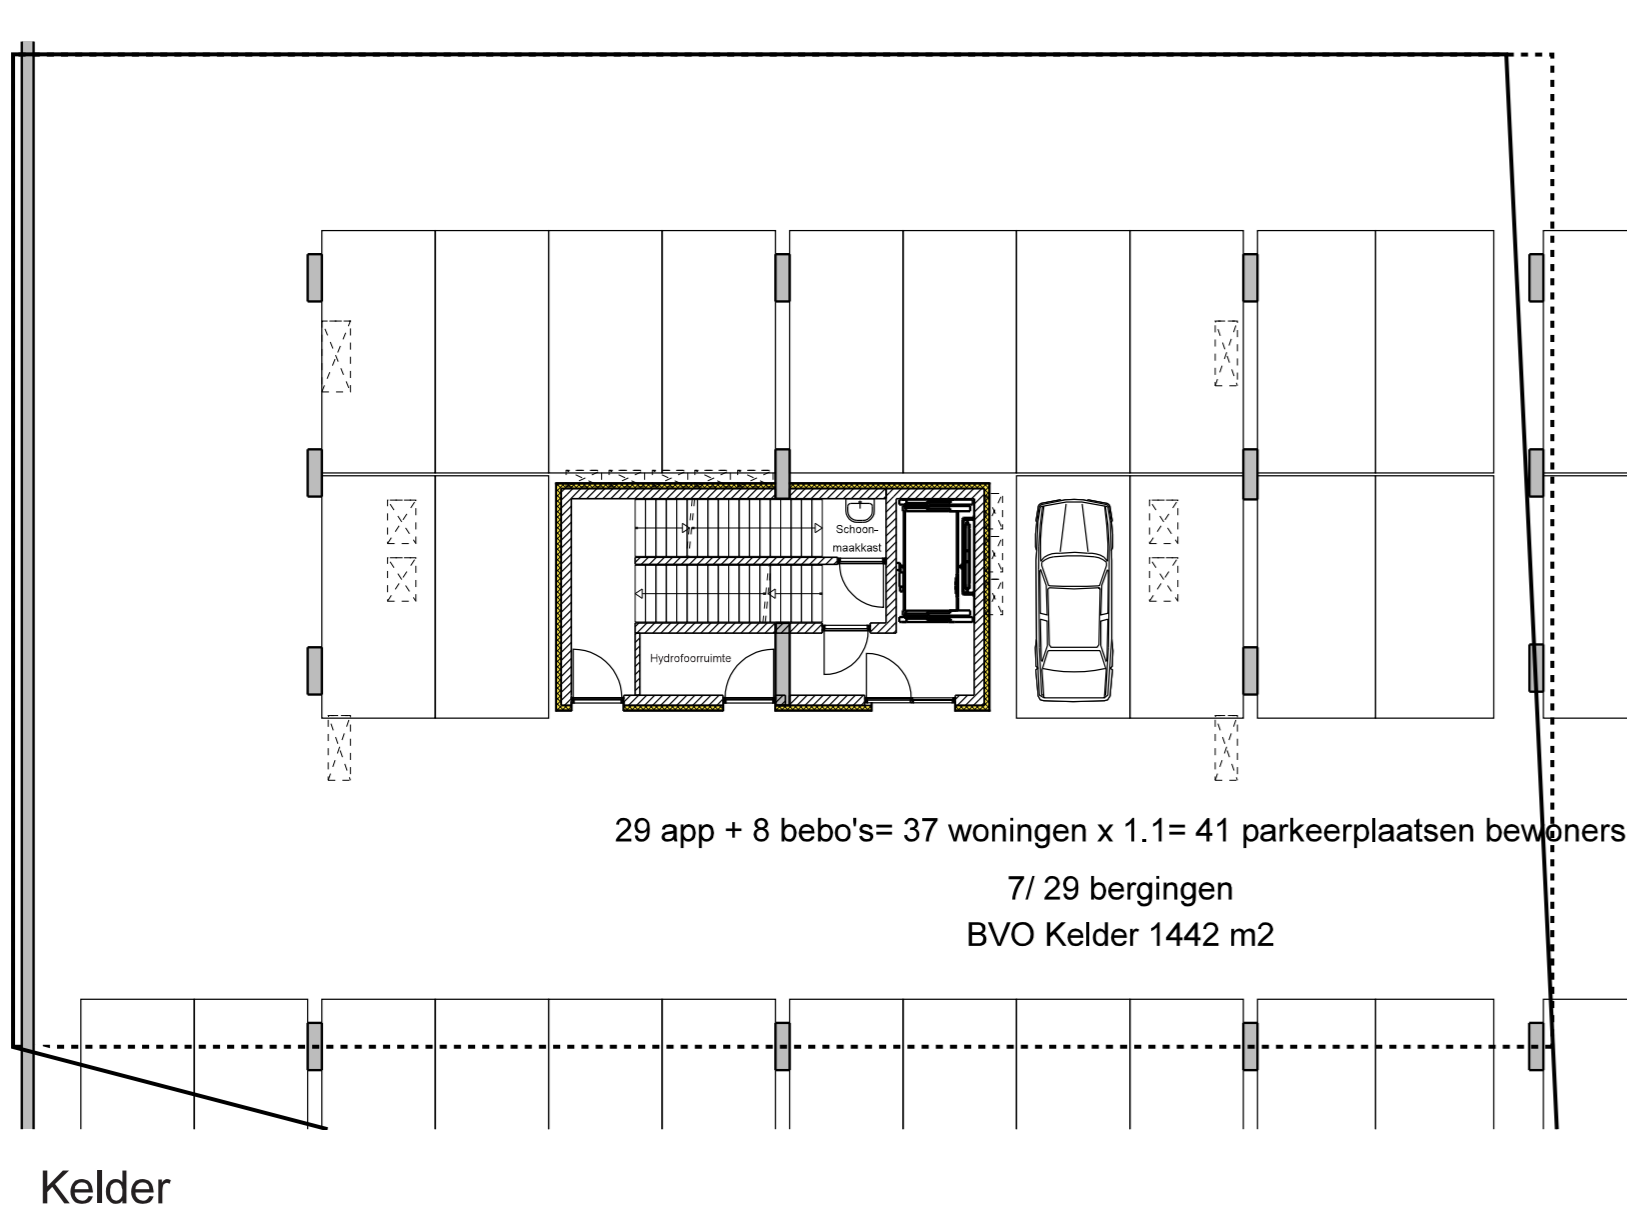 Schoon-
maakkast
Hydrofoorruimte
29 app + 8 bebo's= 37 woningen x 1.1= 41 parkeerplaatsen bewoners
7/ 29 bergingen
BVO Kelder 1442 m2
Kelder